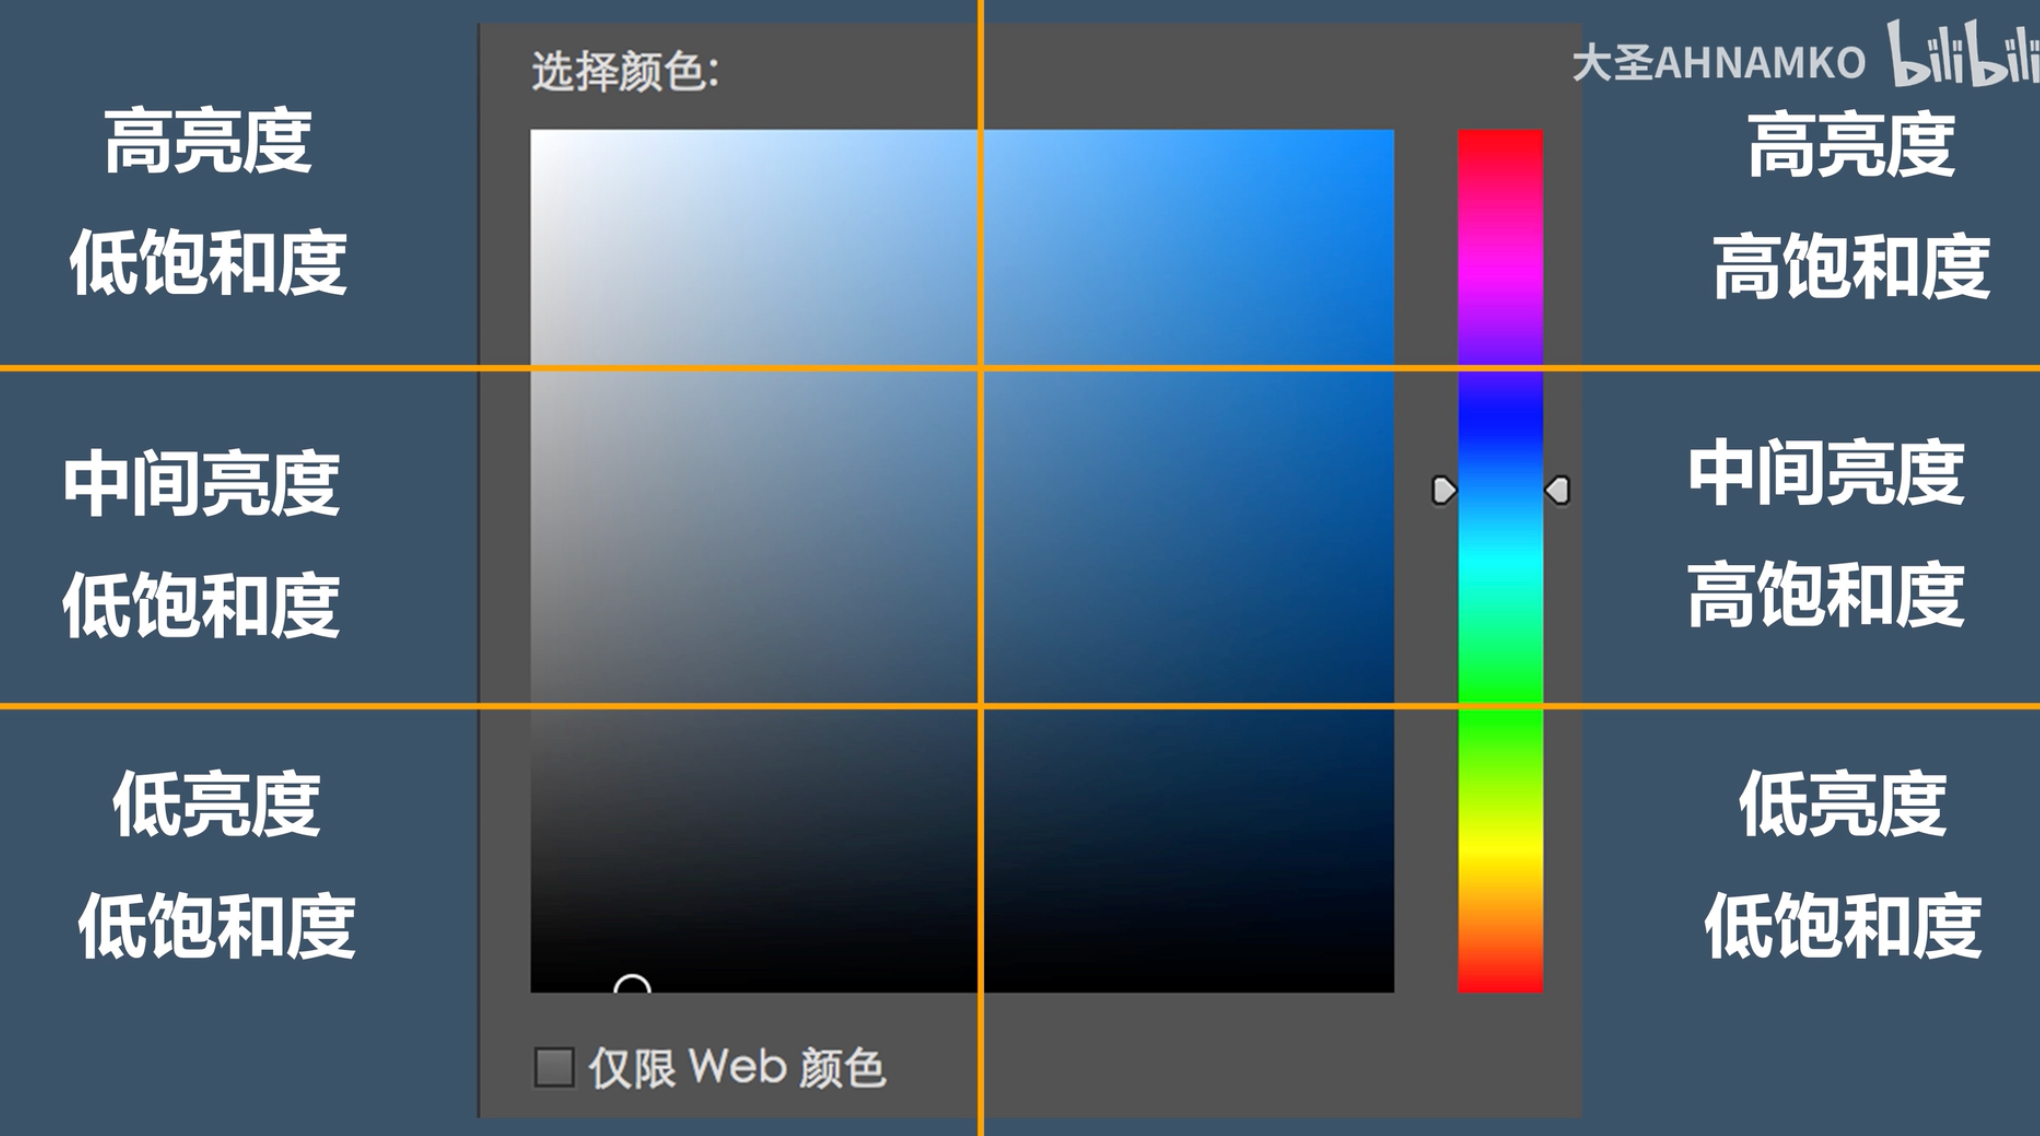 选择颜色:
大圣AHNAMKO bilibili
高亮度
低饱和度
高亮度
高饱和度
中间亮度
低饱和度
中间亮度
高饱和度
低亮度
低饱和度
低亮度
低饱和度
仅限 Web 颜色